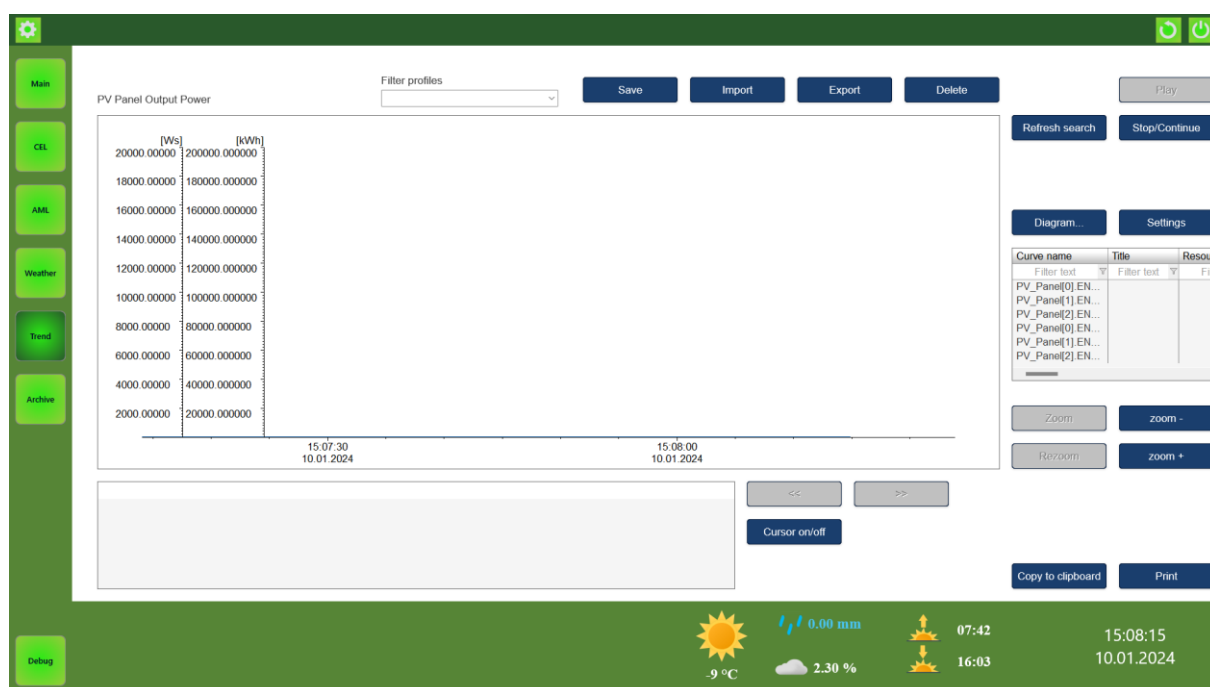 Main
CEL
AML
Weather
Trend
Archive
Debug
PV Panel Output Power
Filter profiles
Save
Import
Export
Delete
Play
Refresh search
Stop/Continue
Diagram...
Settings
[Ws] [kWh]
20000.00000 200000.000000
18000.00000 180000.000000
16000.00000 160000.000000
14000.00000 140000.000000
12000.00000 120000.000000
10000.00000 100000.000000
8000.00000 80000.000000
6000.00000 60000.000000
4000.00000 40000.000000
2000.00000 20000.000000
15:07:30 15:08:00
10.01.2024 10.01.2024
Curve name Title Resou
Filter text Filter text Fi
PV_Panel[0].EN...
PV_Panel[1].EN...
PV_Panel[2].EN...
PV_Panel[0].EN...
PV_Panel[1].EN...
PV_Panel[2].EN...
Zoom
zoom -
Rezoom
zoom +
<<
>>
Cursor on/off
Copy to clipboard
Print
-9 °C
0.00 mm
2.30 %
07:42
16:03
15:08:15
10.01.2024